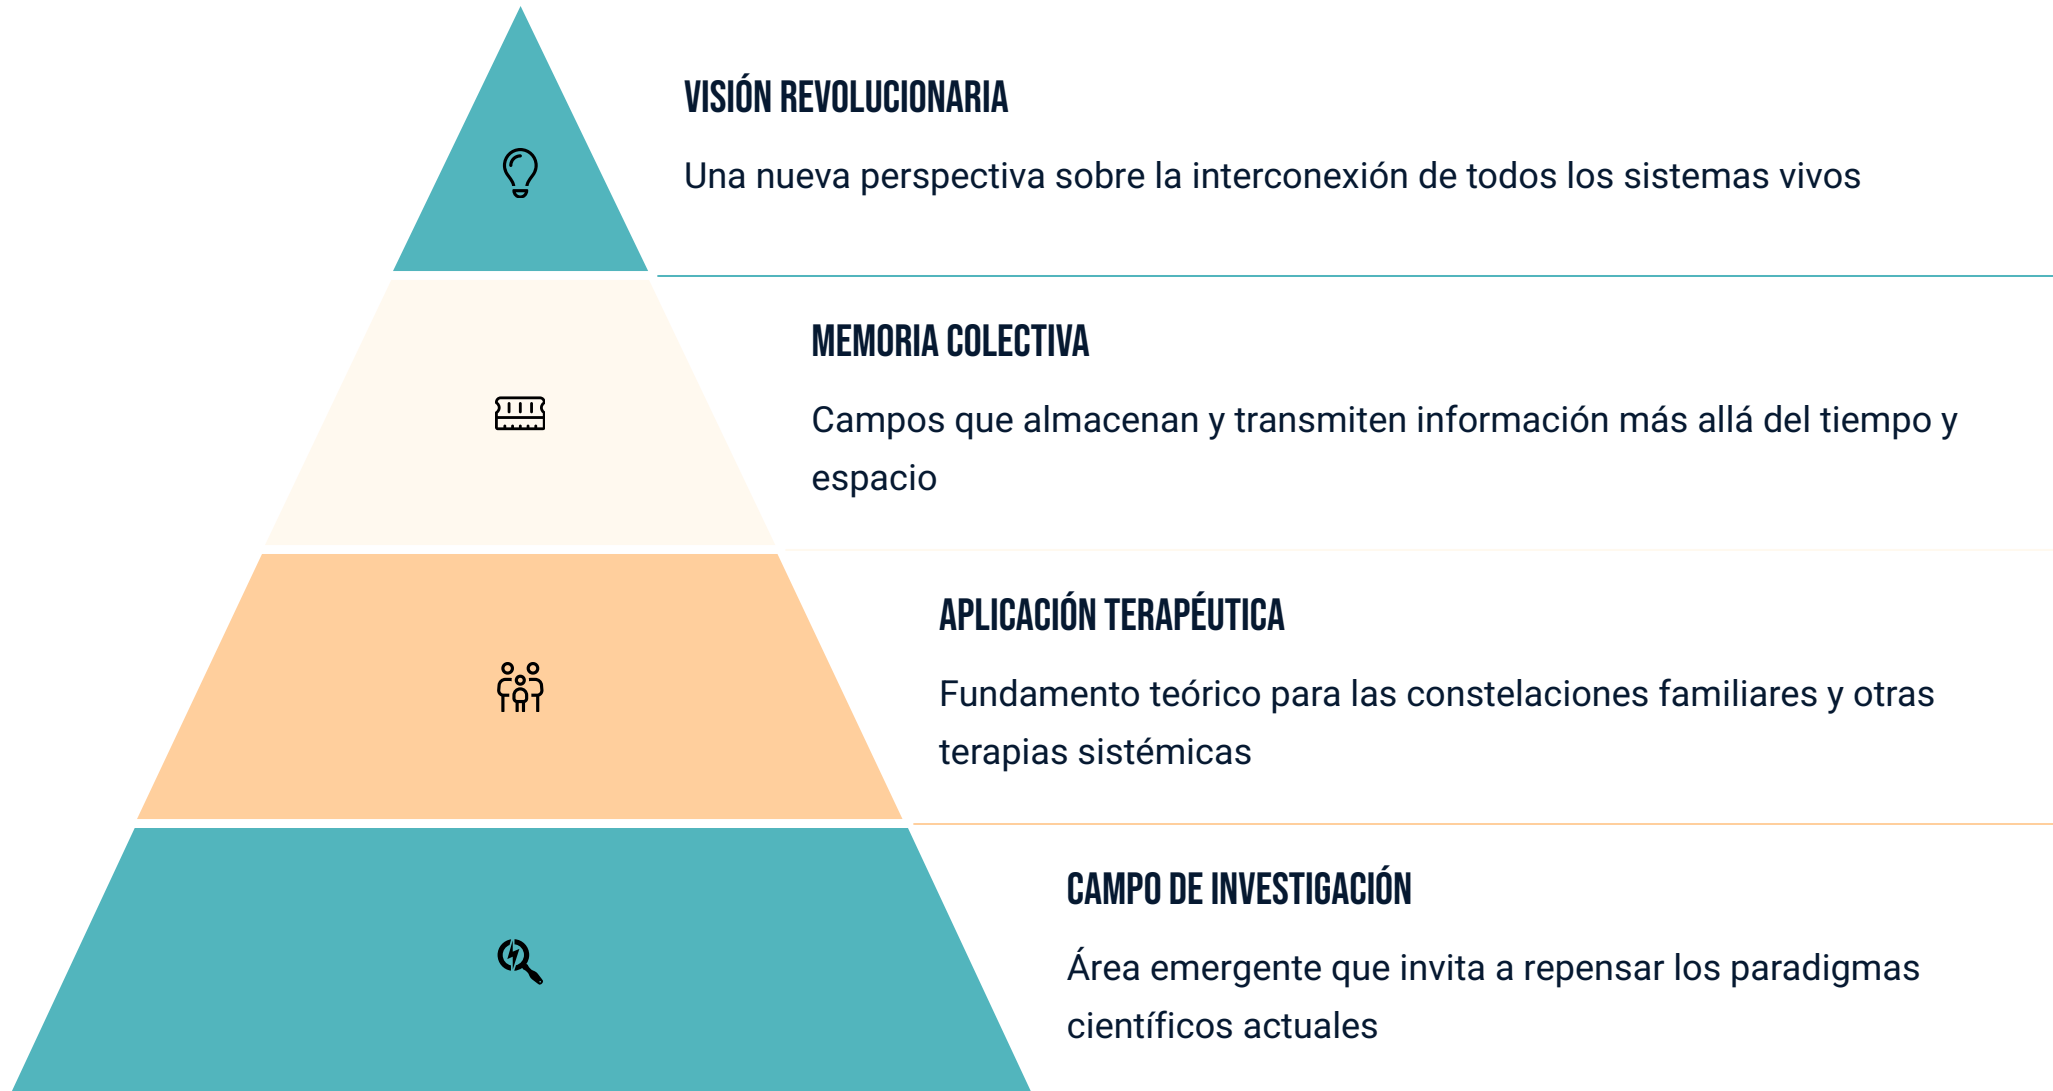 VISIÓN REVOLUCIONARIA
Una nueva perspectiva sobre la interconexión de todos los sistemas vivos
MEMORIA COLECTIVA
Campos que almacenan y transmiten información más allá del tiempo y
espacio
APLICACIÓN TERAPÉUTICA
Fundamento teórico para las constelaciones familiares y otras
terapias sistémicas
CAMPO DE INVESTIGACIÓN
Área emergente que invita a repensar los paradigmas
científicos actuales